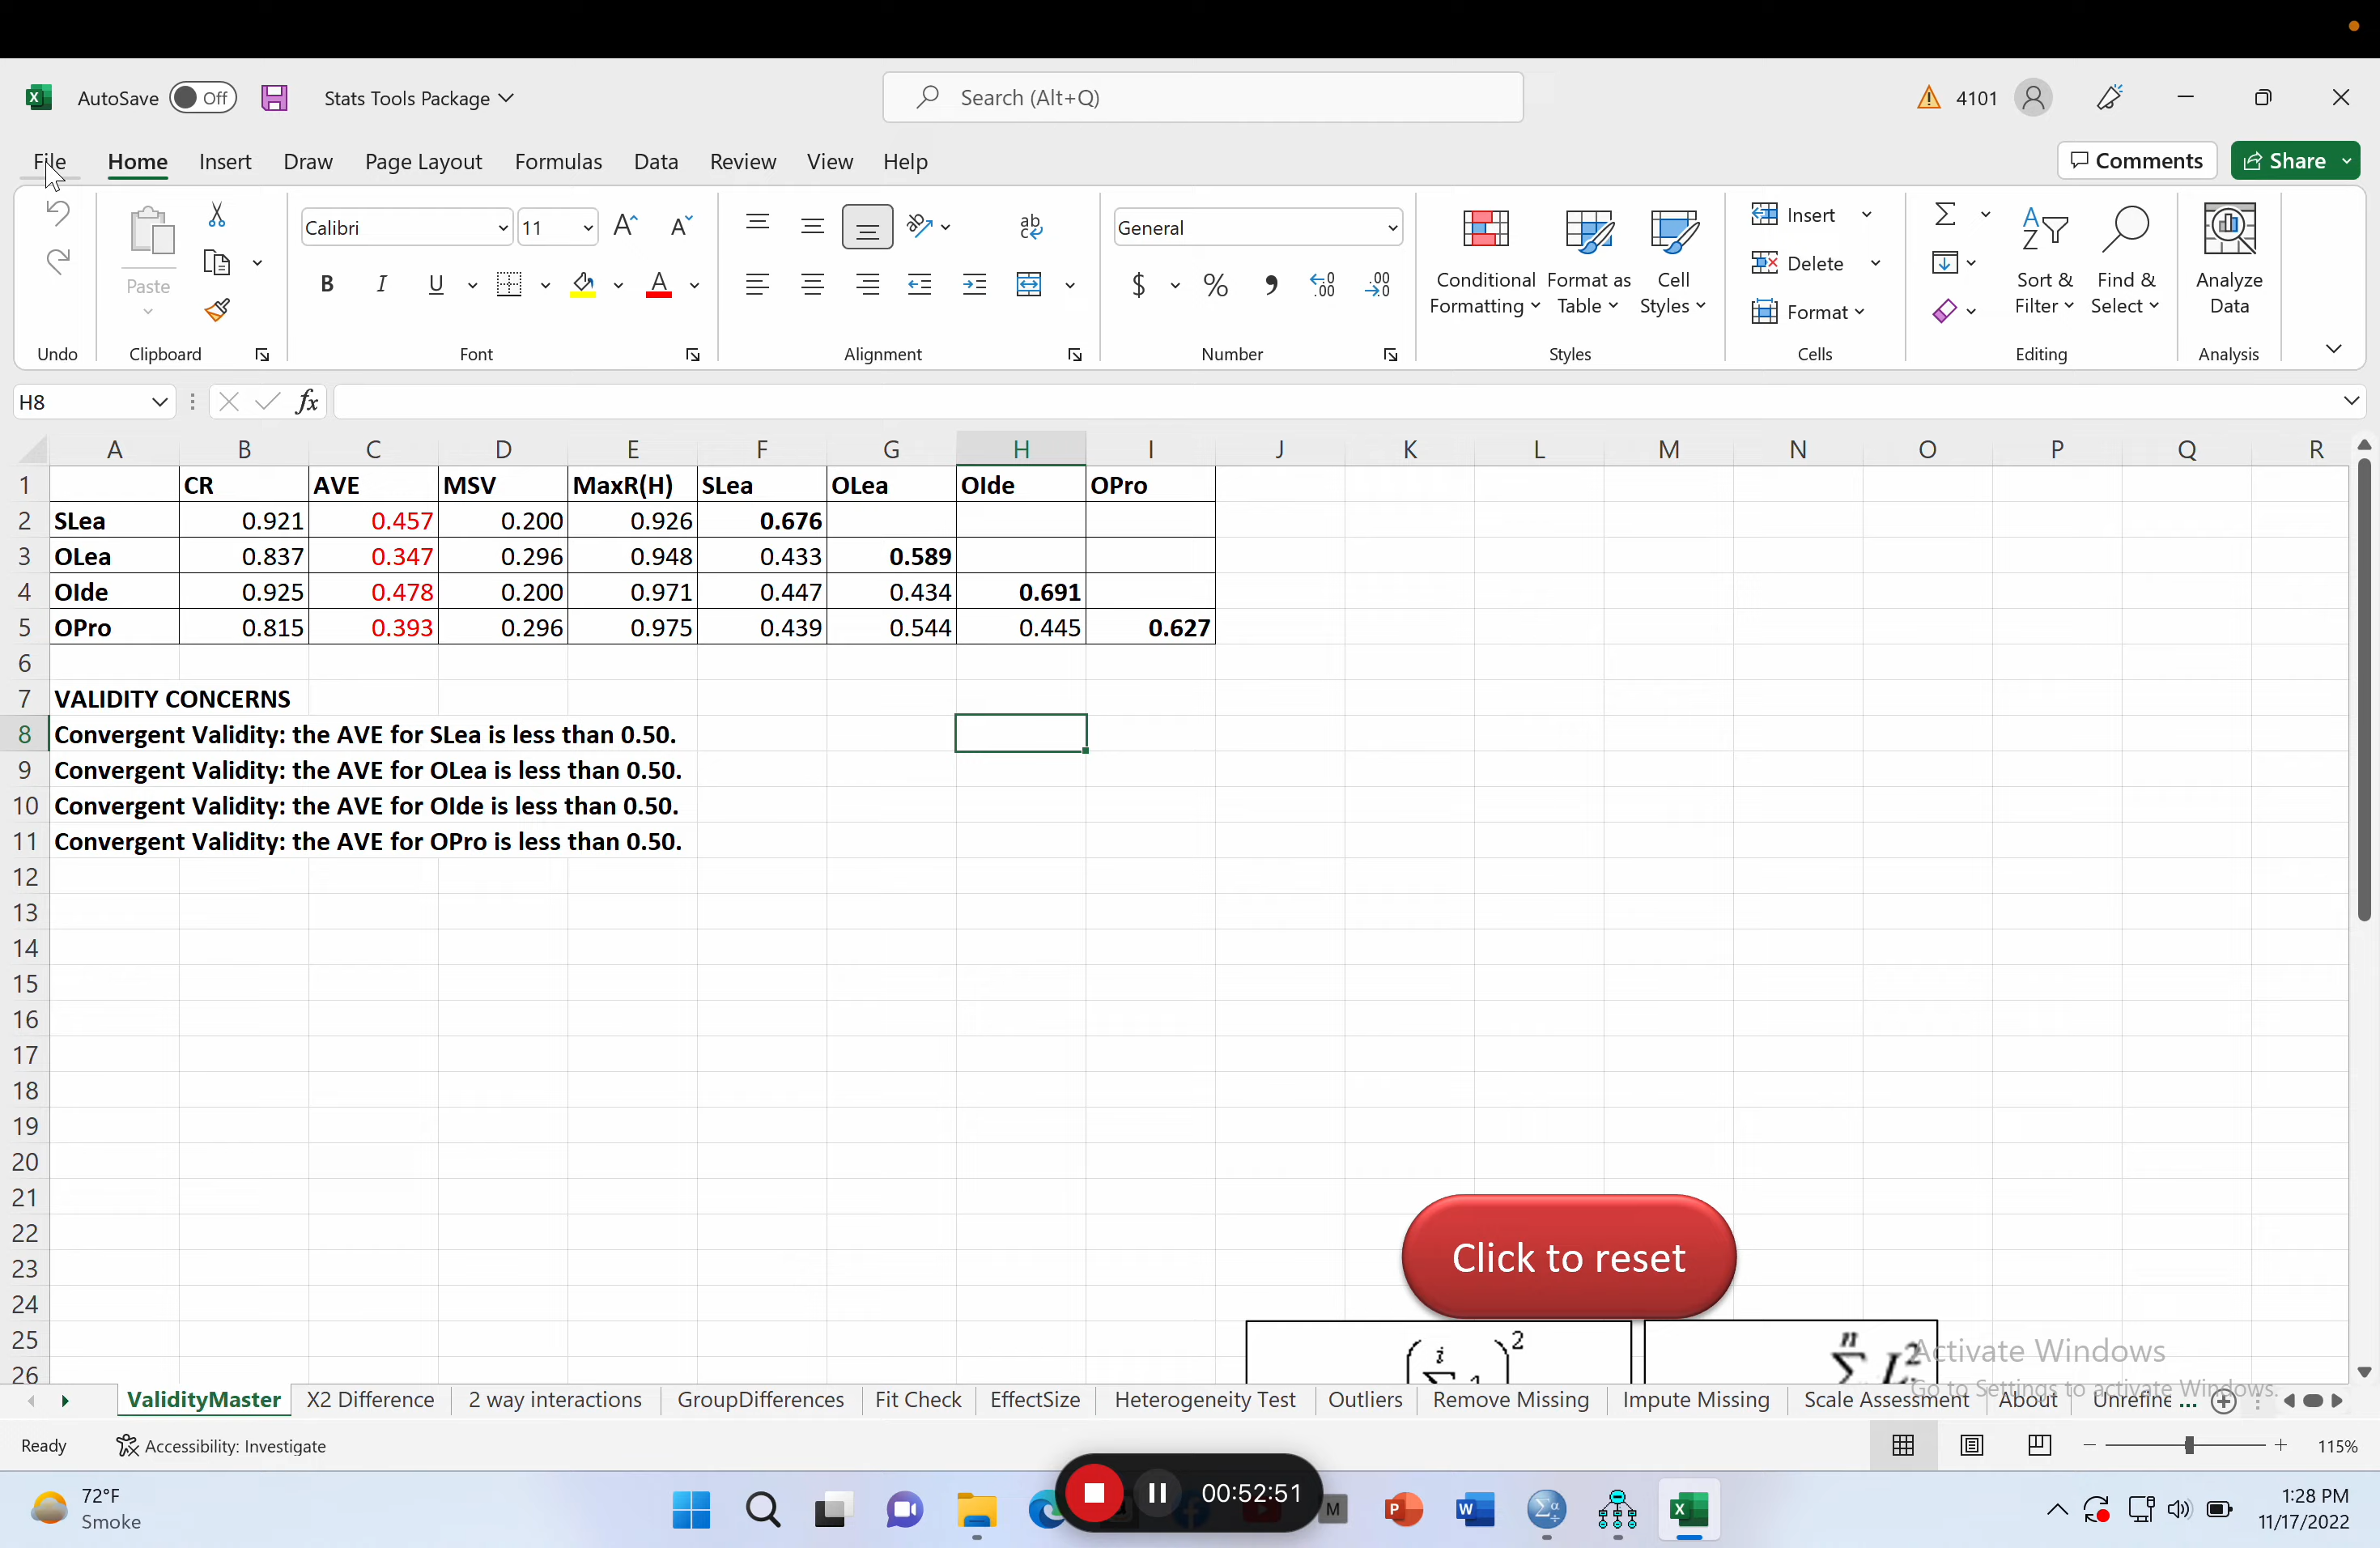 AutoSave Off Stats Tools Package Search (Alt+Q) 4101
File Home Insert Draw Page Layout Formulas Data Review View Help Comments Share
Calibri 11 General Insert
Delete
Paste
Conditional Formatting Format as Table Cell Styles Format Sort & Filter Find & Select Analyze Data
Undo Clipboard Font Alignment Number Styles Cells Editing Analysis
H8 fx
A B C D E F G H I J K L M N O P Q R
1 CR AVE MSV MaxR(H) SLea OLea OIde OPro
2 SLea 0.921 0.457 0.200 0.926 0.676
3 OLea 0.837 0.347 0.296 0.948 0.433 0.589
4 OIde 0.925 0.478 0.200 0.971 0.447 0.434 0.691
5 OPro 0.815 0.393 0.296 0.975 0.439 0.544 0.445 0.627
6
7 VALIDITY CONCERNS
8 Convergent Validity: the AVE for SLea is less than 0.50.
9 Convergent Validity: the AVE for OLea is less than 0.50.
10 Convergent Validity: the AVE for OIde is less than 0.50.
11 Convergent Validity: the AVE for OPro is less than 0.50.
12
13
14
15
16
17
18
19
20
21
22
23 Click to reset
24
25
26
Activate Windows
Go to Settings to activate Windows.
ValidityMaster X2 Difference 2 way interactions GroupDifferences Fit Check EffectSize Heterogeneity Test Outliers Remove Missing Impute Missing Scale Assessment About Unrefine ...
Ready Accessibility: Investigate 115%
72°F
Smoke
00:52:51
1:28 PM
11/17/2022